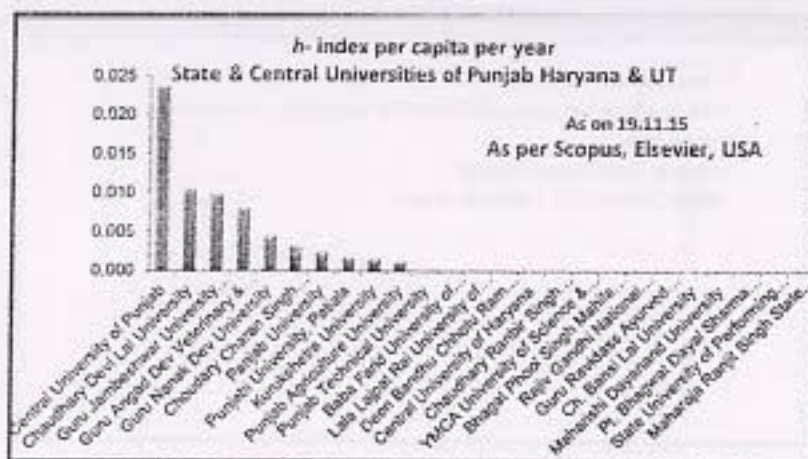 h- index per capita per year
State & Central Universities of Punjab Haryana & UT
As on 19.11.15
As per Scopus, Elsevier, USA
0.025
0.020
0.015
0.010
0.005
0.000
Central University of Punjab
Chaudhary Devi Lal University
Guru Jambeshwar University...
Guru Angad Dev Veterinary &
Guru Nanak Dev University
Choudary Charan Singh...
Panjab University
Punjabi University, Patiala
Kurukshetra University
Punjab Agriculture University
Punjab Technical University
Baba Farid University of...
Lala Lajpat Rai University of...
Deen Bandhu Chhotu Ram...
Central University of Haryana
Chaudhary Ranbir Singh...
YMCA University of Science &...
Bhagat Phool Singh Mahila...
Rajiv Gandhi National...
Guru Ravidass Ayurved...
Ch. Bansi Lal University
Maharshi Dayanand University
Pt. Bhagwat Dayal Sharma...
State University of Performing...
Maharaja Ranjit Singh State...